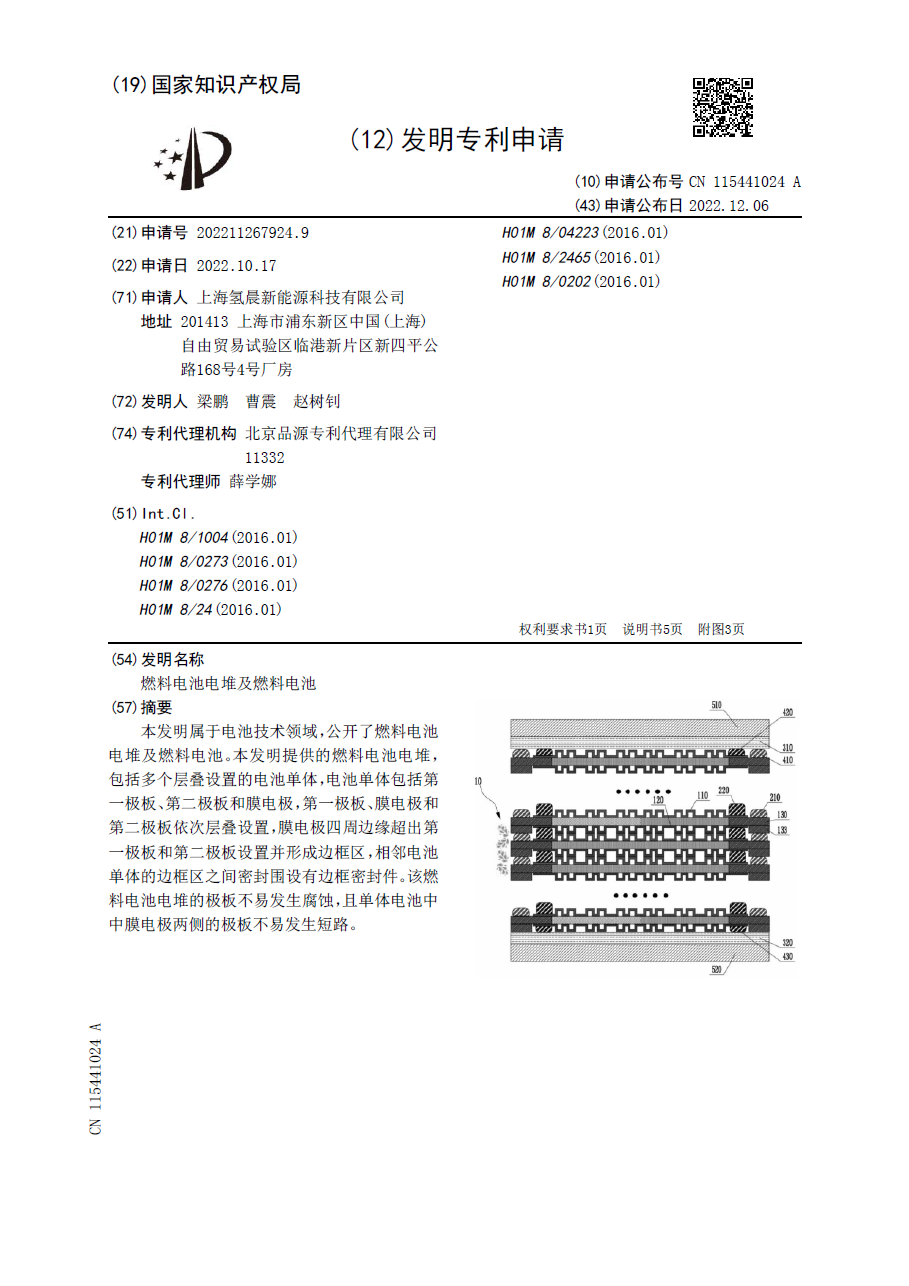 (19)国家知识产权局
(12)发明专利申请
(10)申请公布号 CN 115441024 A
(43)申请公布日 2022.12.06
(21)申请号 202211267924.9
(22)申请日 2022.10.17
(71)申请人 上海氢晨新能源科技有限公司
地址 201413 上海市浦东新区中国(上海)
自由贸易试验区临港新片区新四平公
路168号4号厂房
(72)发明人 梁鹏 曹震 赵树钊
(74)专利代理机构 北京品源专利代理有限公司
11332
专利代理师 薛学娜
(51)Int.Cl.
H01M 8/1004(2016.01)
H01M 8/0273(2016.01)
H01M 8/0276(2016.01)
H01M 8/24(2016.01)
H01M 8/04223(2016.01)
H01M 8/2465(2016.01)
H01M 8/0202(2016.01)
权利要求书1页 说明书5页 附图3页
(54)发明名称
燃料电池电堆及燃料电池
(57)摘要
本发明属于电池技术领域,公开了燃料电池
电堆及燃料电池。本发明提供的燃料电池电堆,
包括多个层叠设置的电池单体,电池单体包括第
一极板、第二极板和膜电极,第一极板、膜电极和
第二极板依次层叠设置,膜电极四周边缘超出第
一极板和第二极板设置并形成边框区,相邻电池
单体的边框区之间密封围设有边框密封件。该燃
料电池电堆的极板不易发生腐蚀,且单体电池中
中膜电极两侧的极板不易发生短路。
510
420
310
410
10
120
110
220
210
130
133
320
430
520
CN 115441024 A